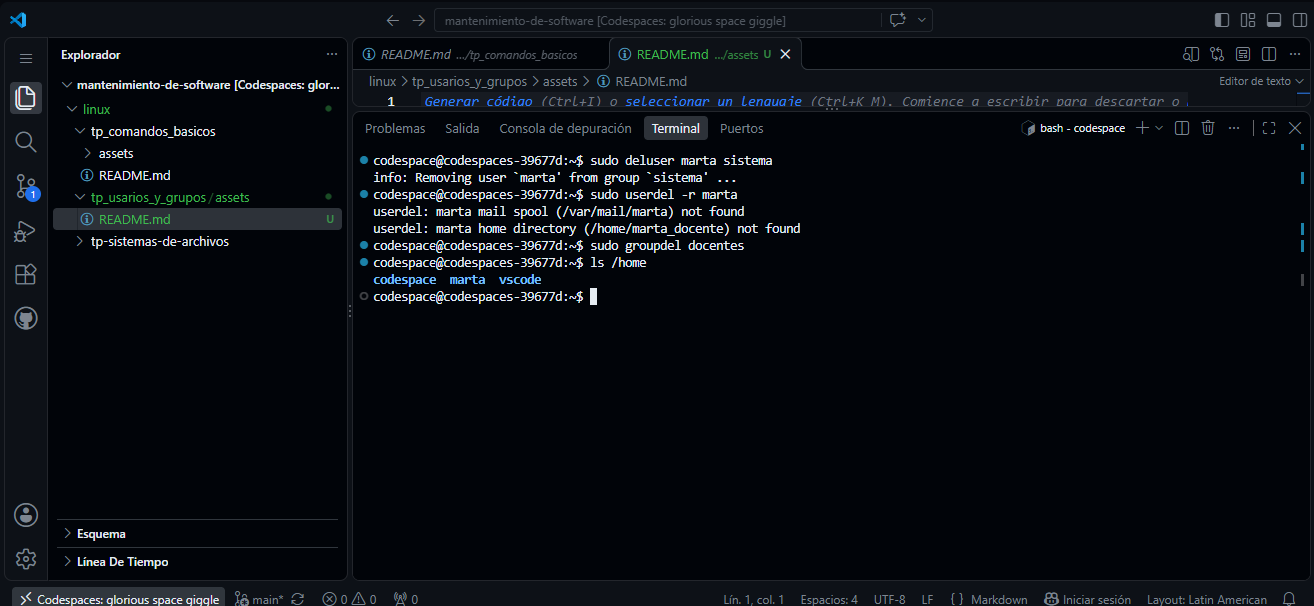 mantenimiento-de-software [Codespaces: glorious space giggle]
Explorador
mantenimiento-de-software [Codespaces: glor...
linux
tp_comandos_basicos
assets
README.md
tp_usarios_y_grupos / assets
README.md U
tp-sistemas-de-archivos
Esquema
Línea De Tiempo
1
README.md .../tp_comandos_basicos
README.md .../assets U
linux > tp_usarios_y_grupos > assets > README.md
Editor de texto
1 Generar código (Ctrl+I) o seleccionar un lenguaje (Ctrl+K M). Comience a escribir para descartar o
Problemas Salida Consola de depuración Terminal Puertos
bash - codespace
codespace@codespaces-39677d:~$ sudo deluser marta sistema
info: Removing user `marta' from group `sistema' ...
codespace@codespaces-39677d:~$ sudo userdel -r marta
userdel: marta mail spool (/var/mail/marta) not found
userdel: marta home directory (/home/marta_docente) not found
codespace@codespaces-39677d:~$ sudo groupdel docentes
codespace@codespaces-39677d:~$ ls /home
codespace marta vscode
codespace@codespaces-39677d:~$
Codespaces: glorious space giggle main* 0 0 0 Lín. 1, col. 1 Espacios: 4 UTF-8 LF { } Markdown Iniciar sesión Layout: Latin American